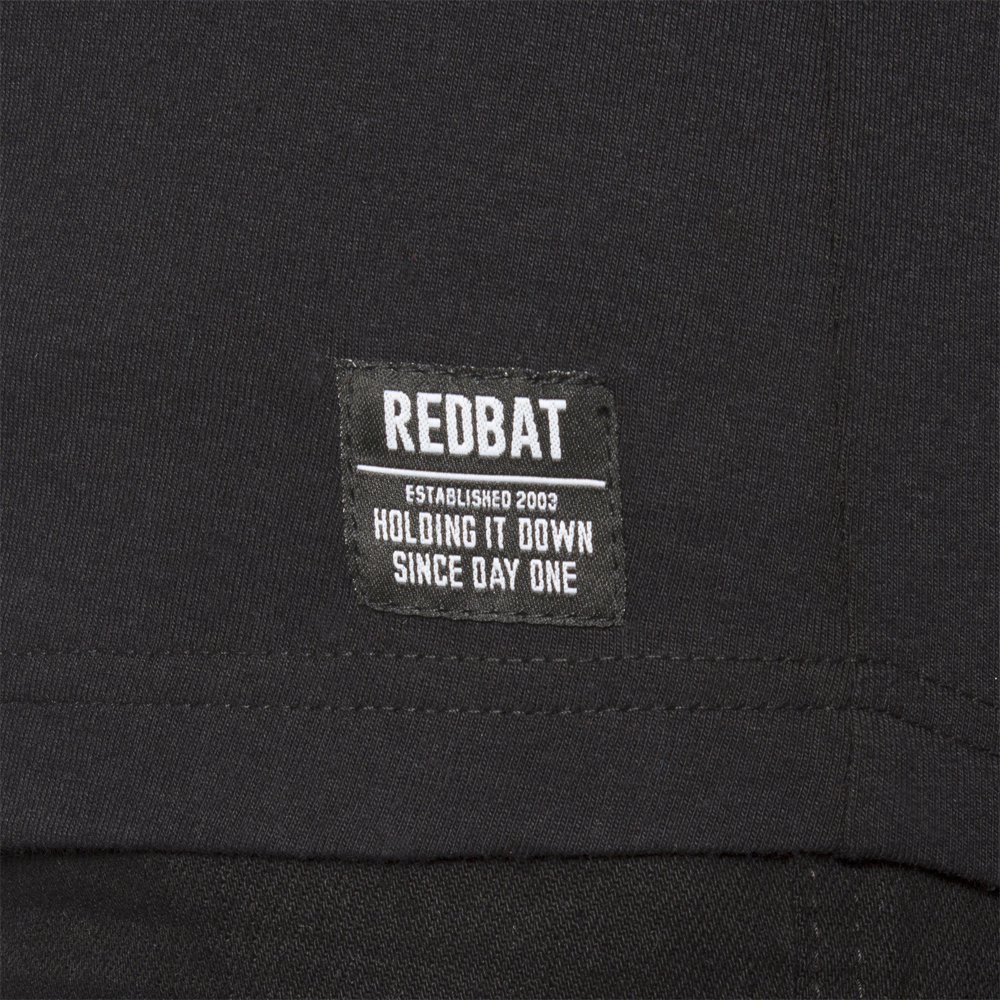 REDBAT
ESTABLISHED 2003
HOLDING IT DOWN
SINCE DAY ONE